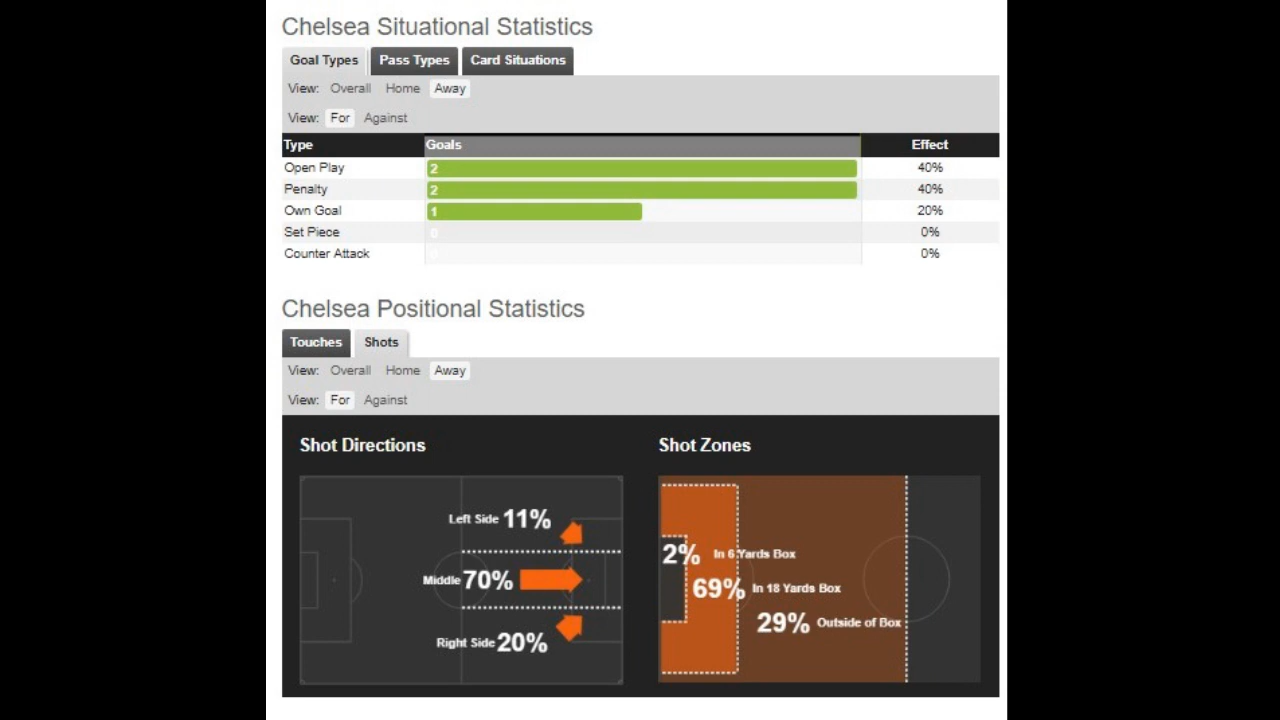 Chelsea Situational Statistics
Goal Types Pass Types Card Situations
View: Overall Home Away
View: For Against
Type Goals Effect
Open Play 2 40%
Penalty 2 40%
Own Goal 1 20%
Set Piece 0 0%
Counter Attack 0 0%
Chelsea Positional Statistics
Touches Shots
View: Overall Home Away
View: For Against
Shot Directions
Left Side 11%
Middle 70%
Right Side 20%
Shot Zones
2% In 6 Yards Box
69% In 18 Yards Box
29% Outside of Box